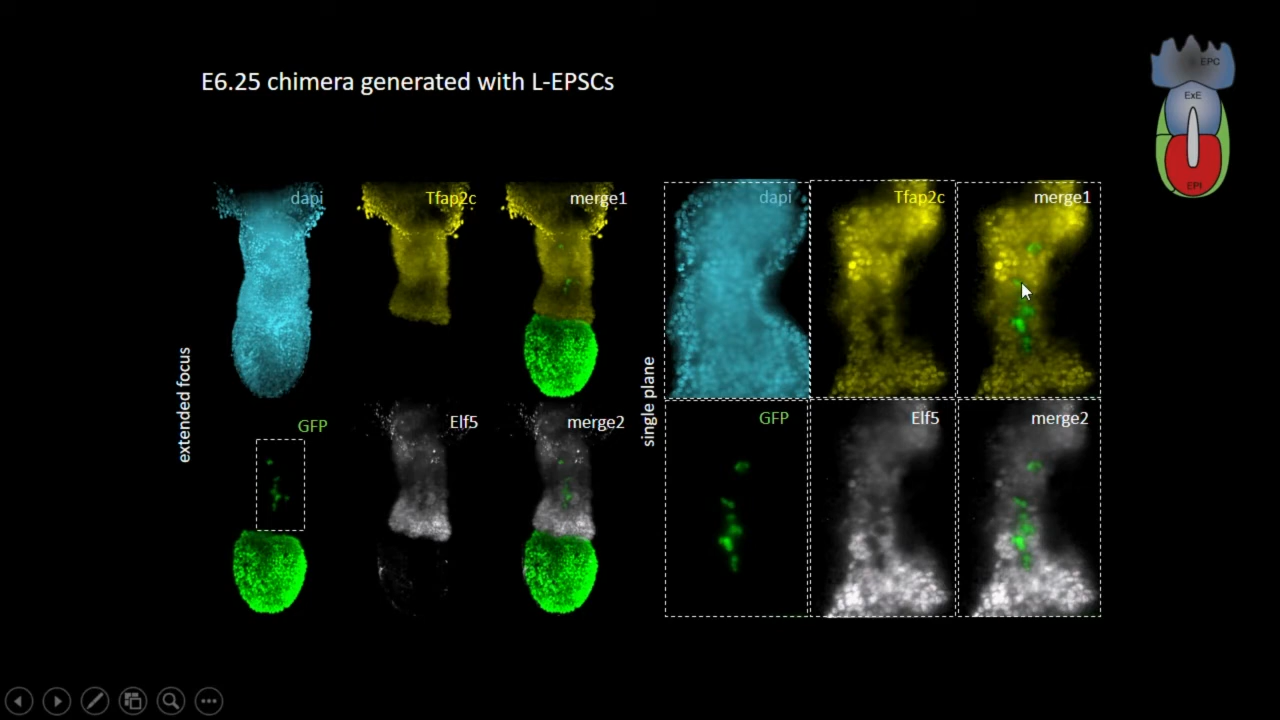 E6.25 chimera generated with L-EPSCs
EPC
ExE
EPI
extended focus
dapi
Tfap2c
merge1
GFP
Elf5
merge2
single plane
dapi
Tfap2c
merge1
GFP
Elf5
merge2